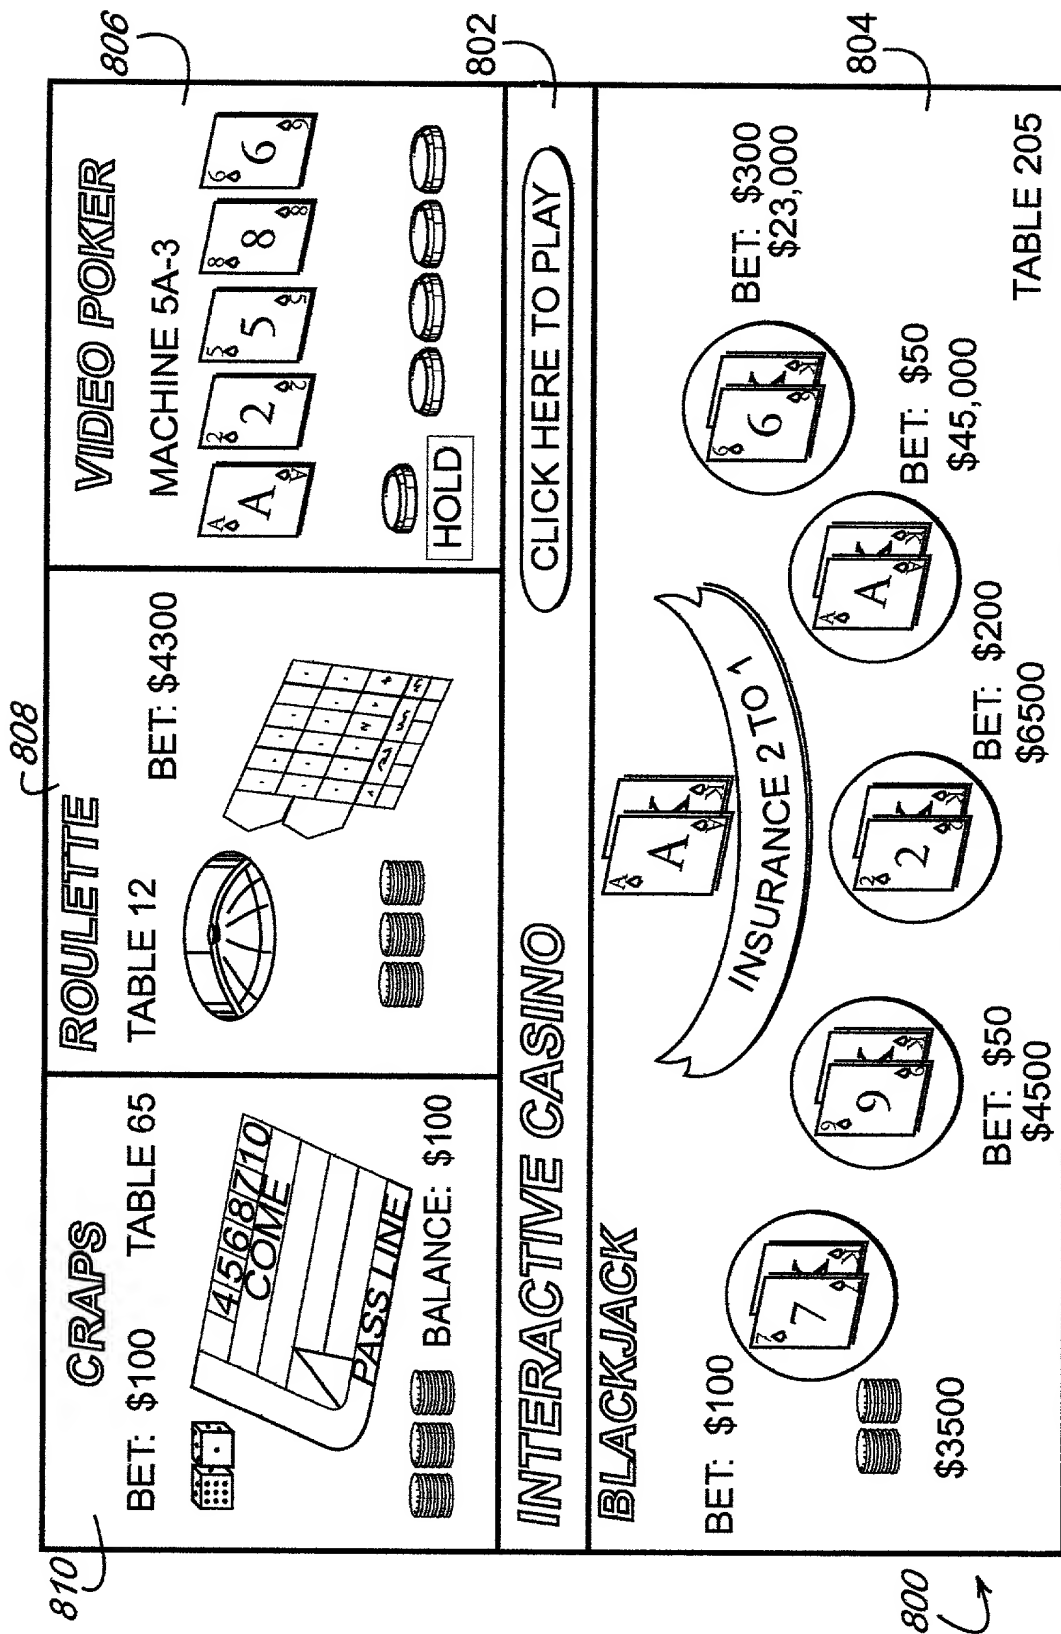 810
808
806
CRAPS
BET: $100 TABLE 65
4 5 6 8 7 10
COME
PASS LINE
BALANCE: $100
ROULETTE
TABLE 12 BET: $4300
VIDEO POKER
MACHINE 5A-3
A 2 5 8 6
HOLD
802
INTERACTIVE CASINO CLICK HERE TO PLAY
804
BLACKJACK
A K
INSURANCE 2 TO 1
BET: $100
7 K
$3500
9 K
BET: $50
$4500
2 K
BET: $200
$6500
A K
BET: $50
$45,000
6 K
BET: $300
$23,000
TABLE 205
800